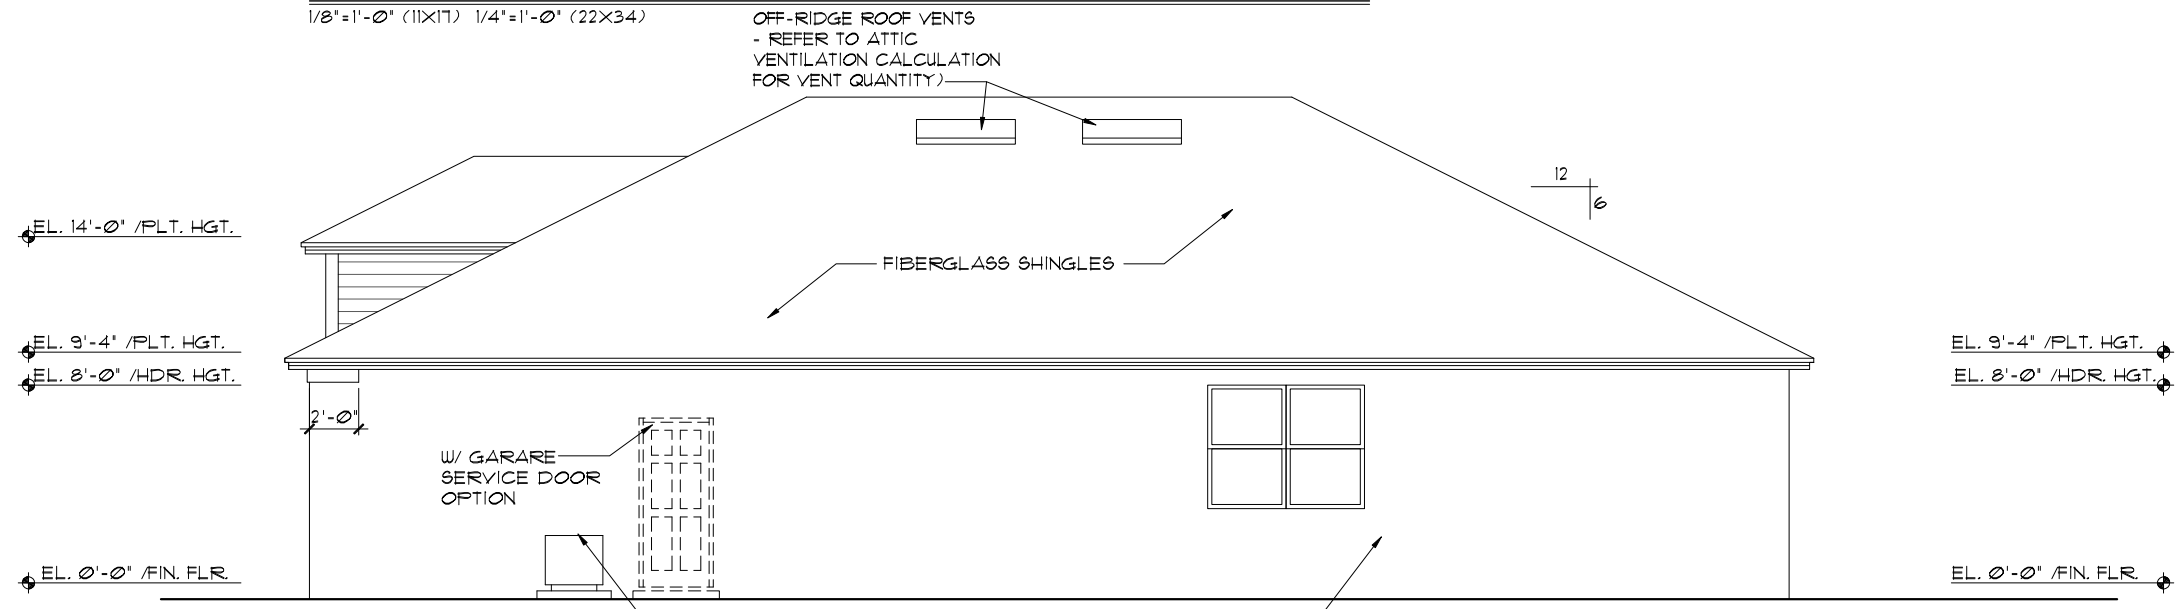 1/8"=1'-0" (11X17) 1/4"=1'-0" (22X34)
OFF-RIDGE ROOF VENTS
- REFER TO ATTIC
VENTILATION CALCULATION
FOR VENT QUANTITY)
12
6
EL. 14'-0" /PLT. HGT.
FIBERGLASS SHINGLES
EL. 9'-4" /PLT. HGT.
EL. 9'-4" /PLT. HGT.
EL. 8'-0" /HDR. HGT.
EL. 8'-0" /HDR. HGT.
2'-0"
W/ GARARE
SERVICE DOOR
OPTION
EL. 0'-0" /FIN. FLR.
EL. 0'-0" /FIN. FLR.